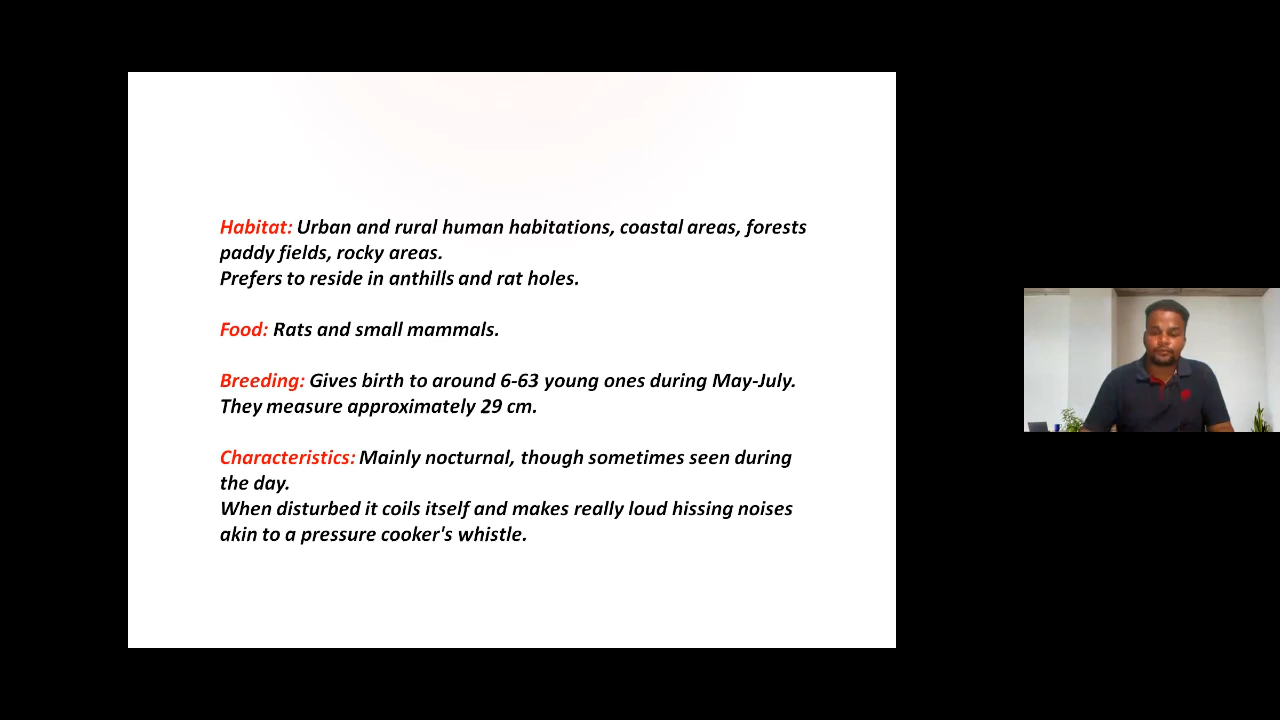 Habitat: Urban and rural human habitations, coastal areas, forests
paddy fields, rocky areas.
Prefers to reside in anthills and rat holes.
Food: Rats and small mammals.
Breeding: Gives birth to around 6-63 young ones during May-July.
They measure approximately 29 cm.
Characteristics: Mainly nocturnal, though sometimes seen during
the day.
When disturbed it coils itself and makes really loud hissing noises
akin to a pressure cooker's whistle.